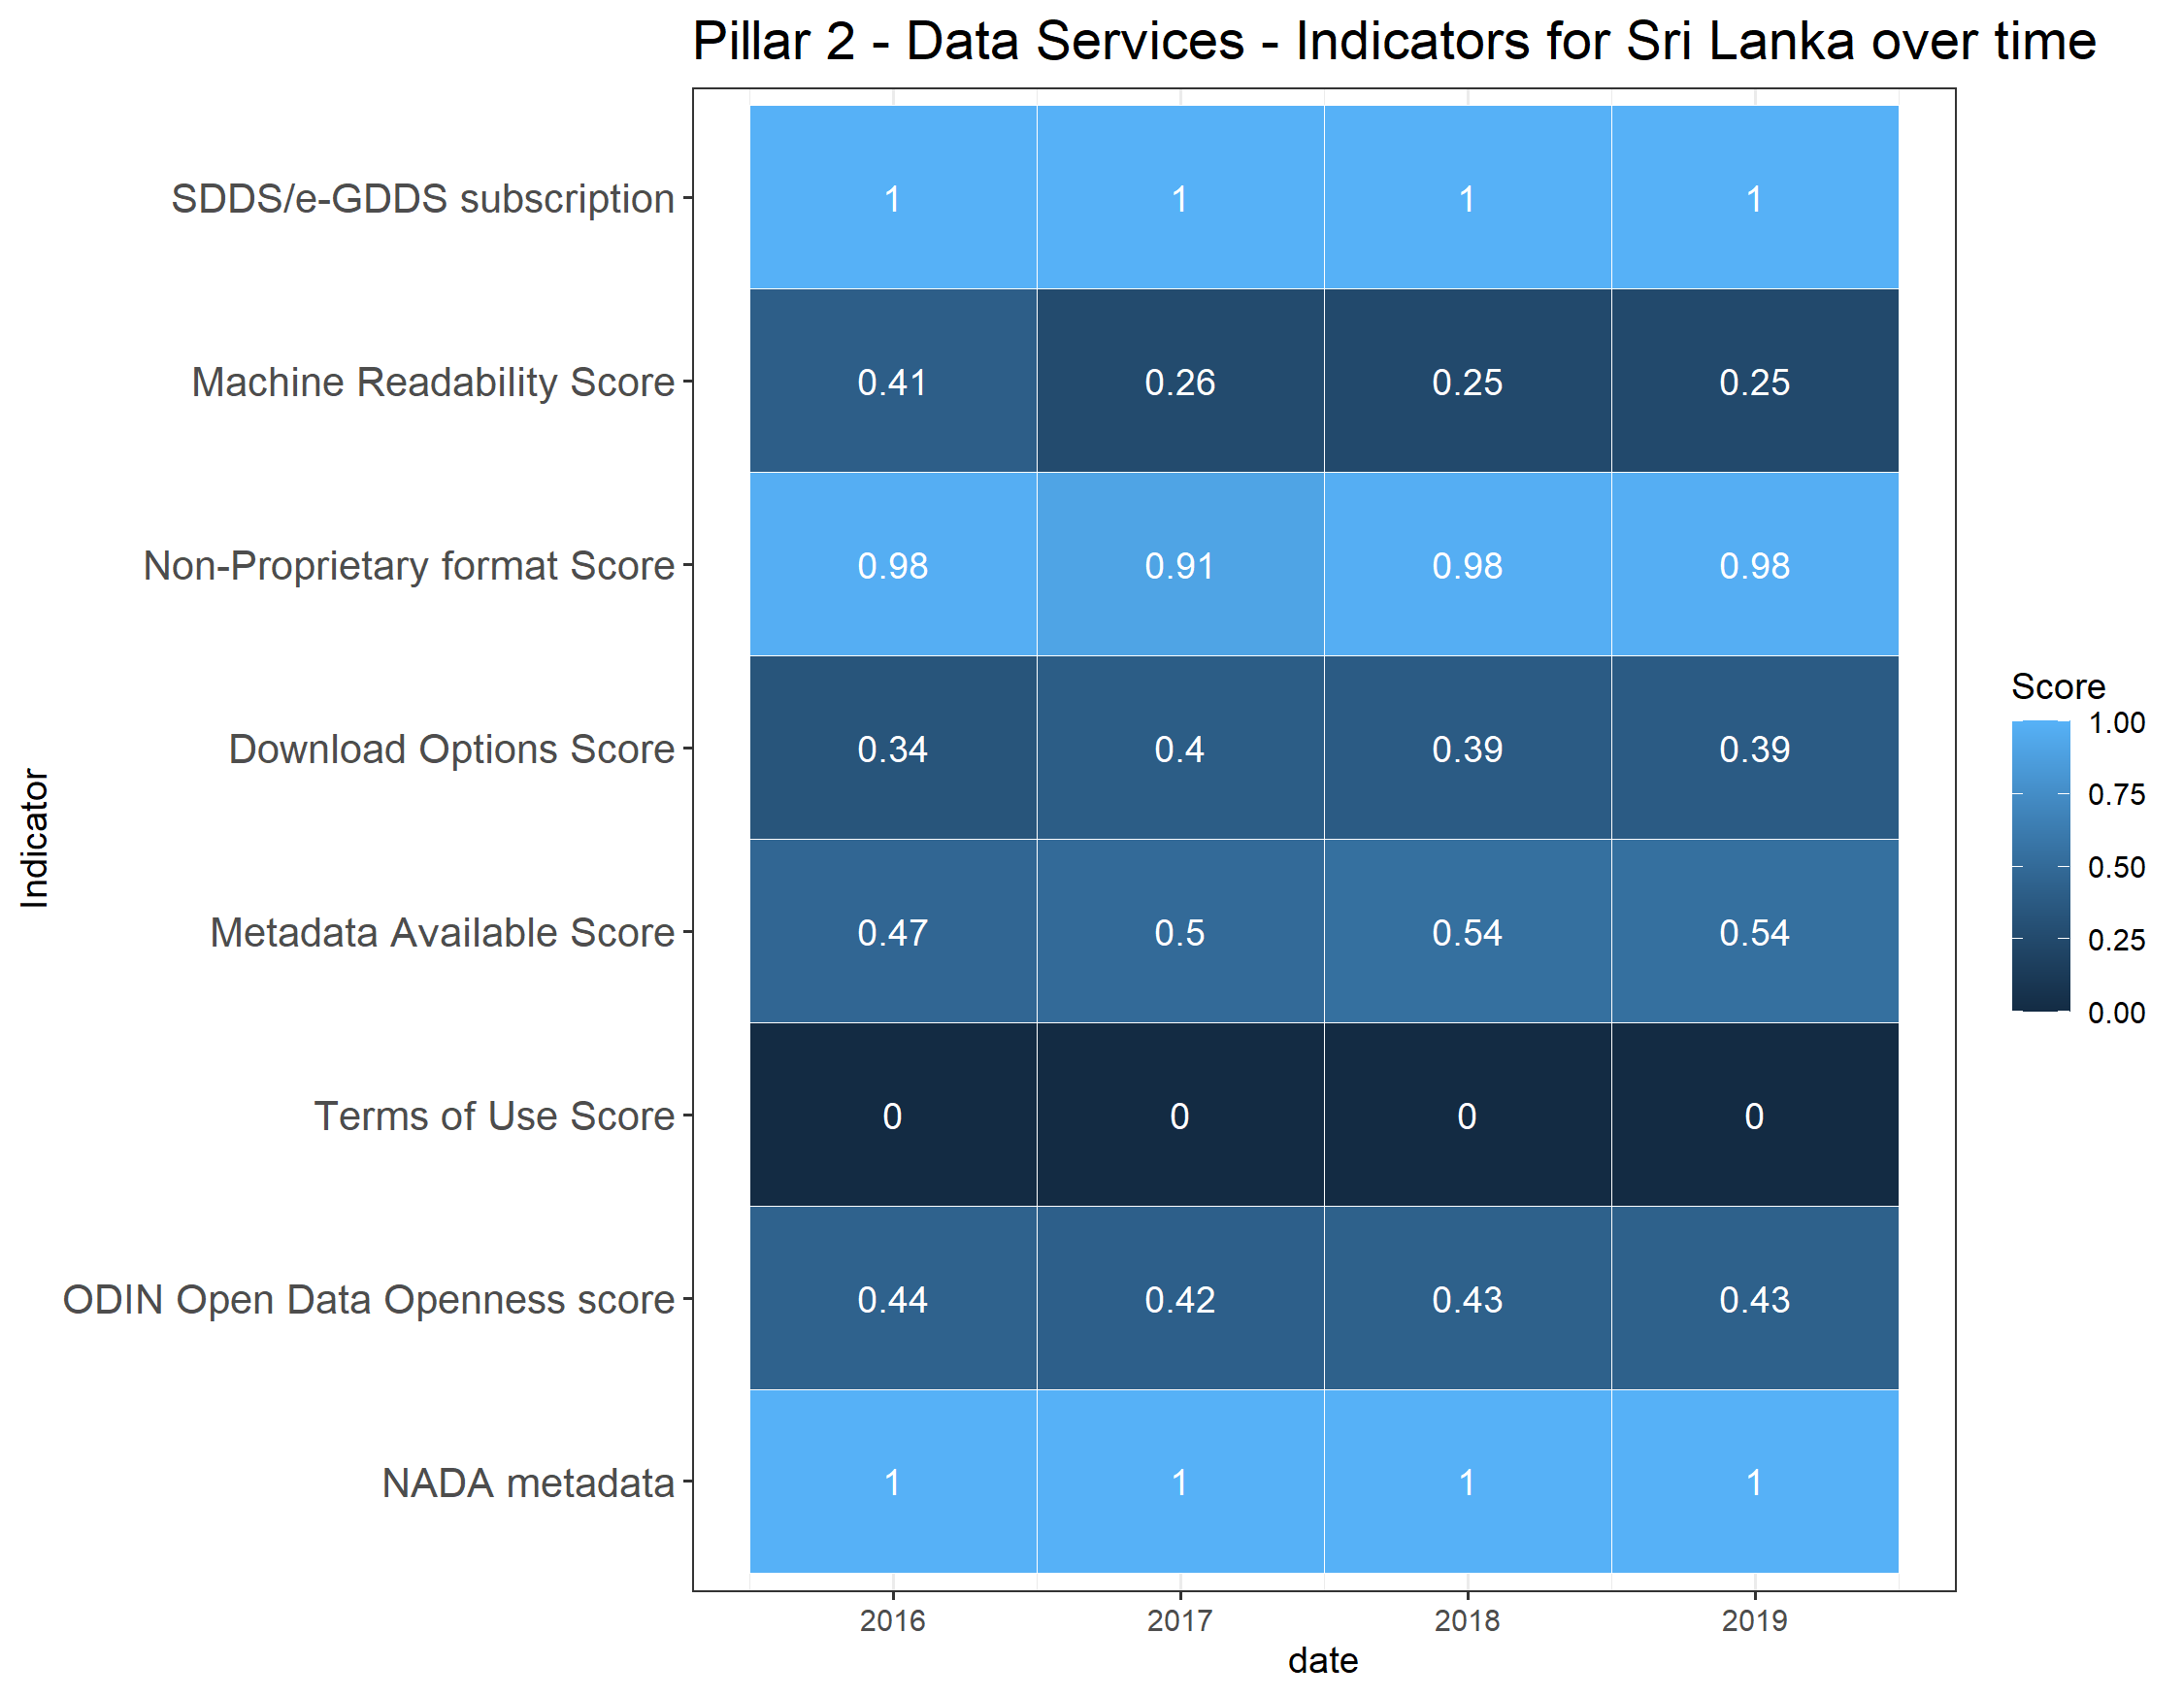 Pillar 2 - Data Services - Indicators for Sri Lanka over time
SDDS/e-GDDS subscription 1 1 1 1
Machine Readability Score 0.41 0.26 0.25 0.25
Non-Proprietary format Score 0.98 0.91 0.98 0.98
Download Options Score 0.34 0.4 0.39 0.39
Metadata Available Score 0.47 0.5 0.54 0.54
Terms of Use Score 0 0 0 0
ODIN Open Data Openness score 0.44 0.42 0.43 0.43
NADA metadata 1 1 1 1
2016 2017 2018 2019
date
Indicator
Score
1.00
0.75
0.50
0.25
0.00